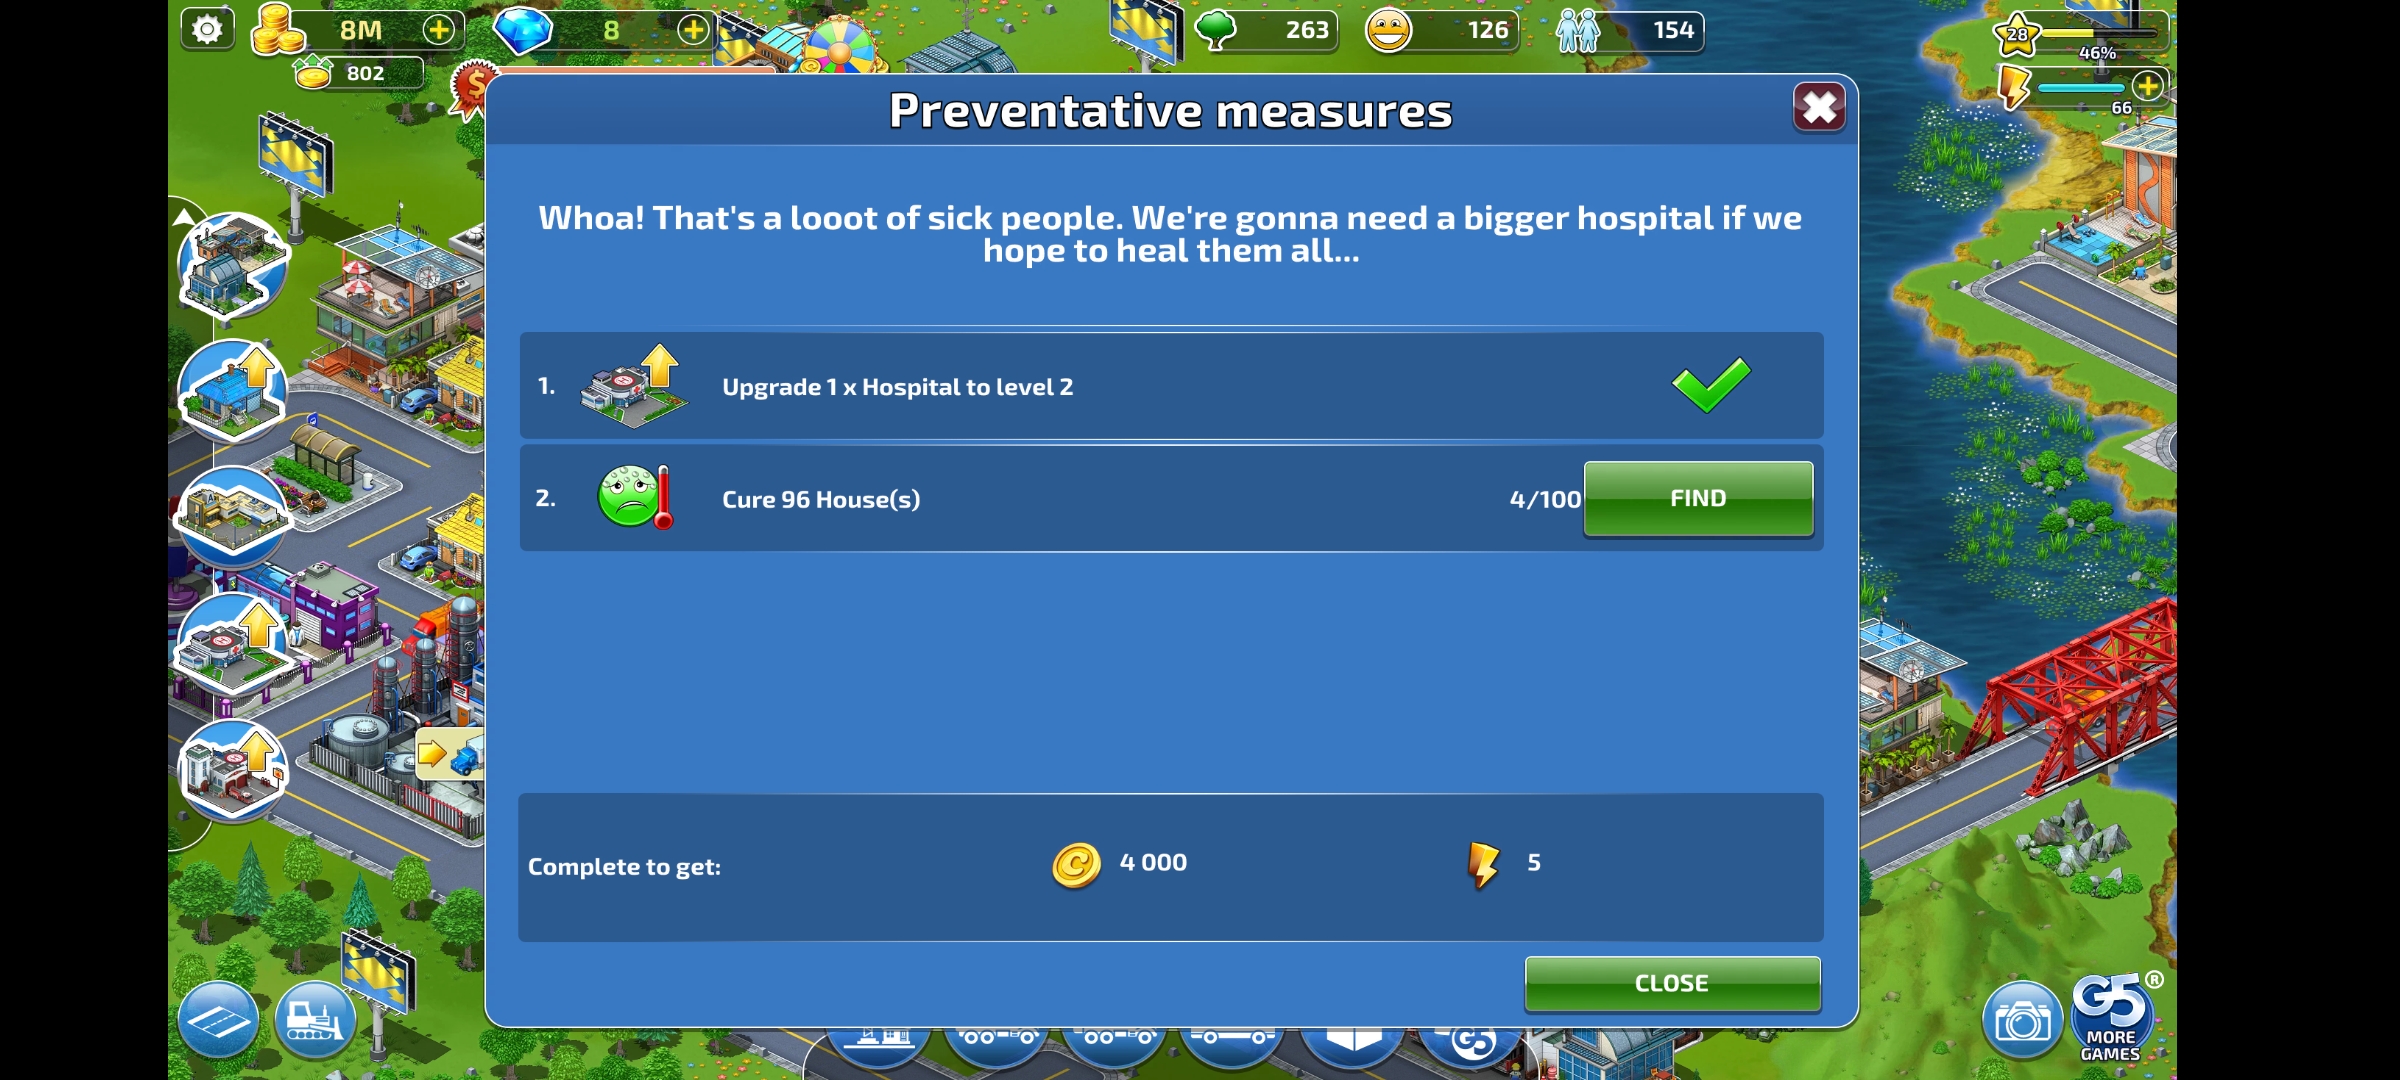 8M
8
263
126
154
28
46%
802
66
Preventative measures
Whoa! That's a looot of sick people. We're gonna need a bigger hospital if we
hope to heal them all...
1.
Upgrade 1 x Hospital to level 2
2.
Cure 96 House(s)
4/100
FIND
Complete to get:
4 000
5
CLOSE
G5
G5®
MORE
GAMES